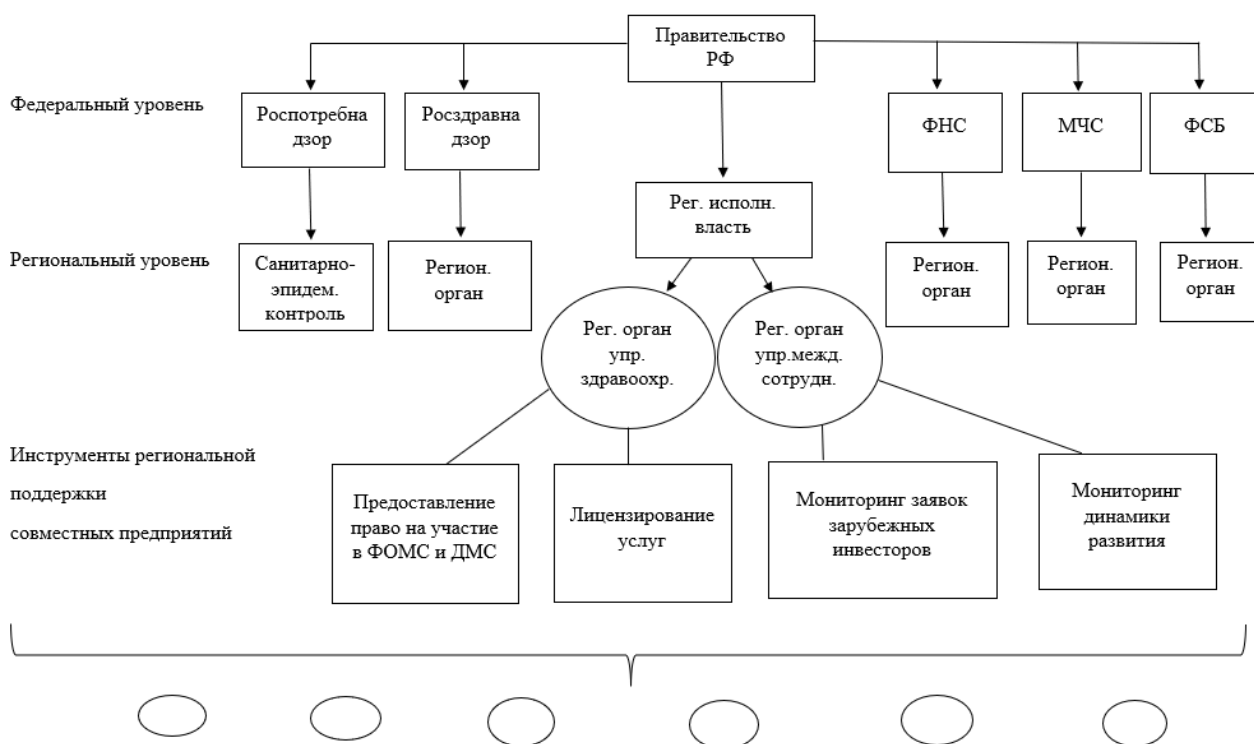 Правительство
РФ
Федеральный уровень
Роспотребна
дзор
Росздравна
дзор
ФНС
МЧС
ФСБ
Рег. исполн.
власть
Региональный уровень
Санитарно-
эпидем.
контроль
Регион.
орган
Регион.
орган
Регион.
орган
Регион.
орган
Рег. орган
упр.
здравоохр.
Рег. орган
упр.межд.
сотрудн.
Инструменты региональной
поддержки
совместных предприятий
Предоставление
право на участие
в ФОМС и ДМС
Лицензирование
услуг
Мониторинг заявок
зарубежных
инвесторов
Мониторинг
динамики
развития